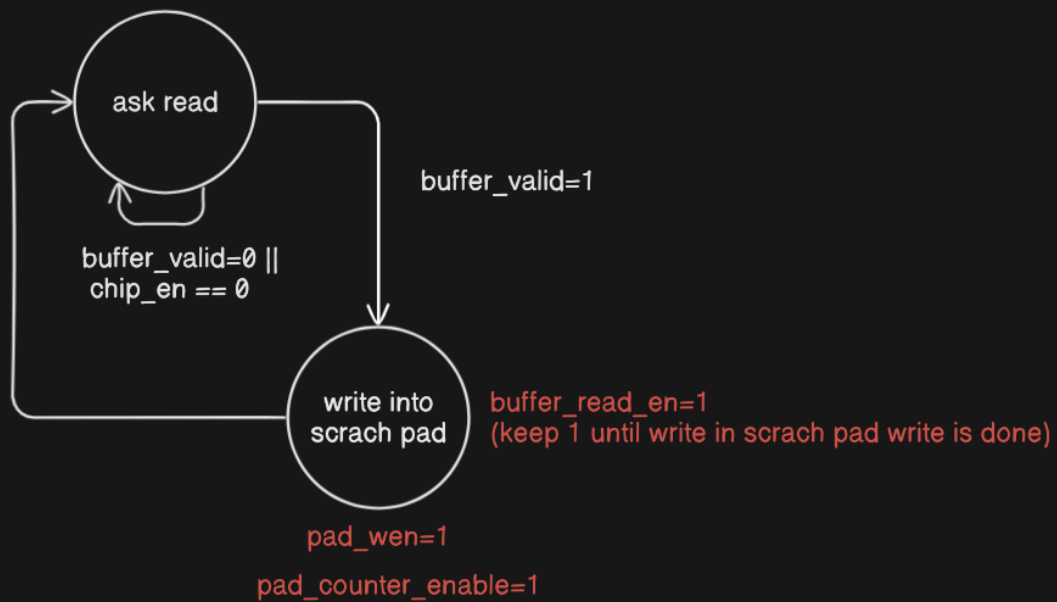 ask read
buffer_valid=1
buffer_valid=0 ||
chip_en == 0
write into
scrach pad
buffer_read_en=1
(keep 1 until write in scrach pad write is done)
pad_wen=1
pad_counter_enable=1